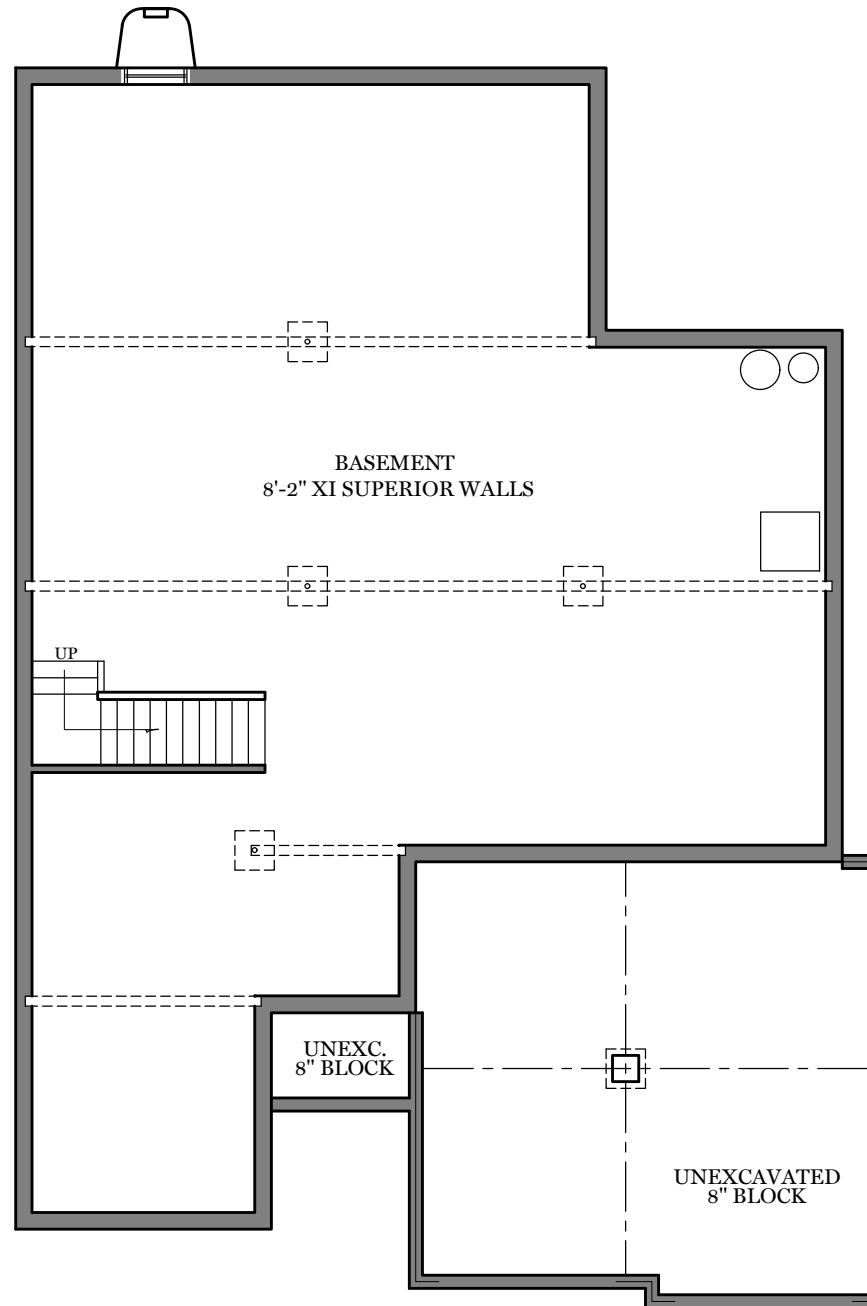 BASEMENT
8'-2" XI SUPERIOR WALLS
UP
UNEXC.
8" BLOCK
UNEXCAVATED
8" BLOCK